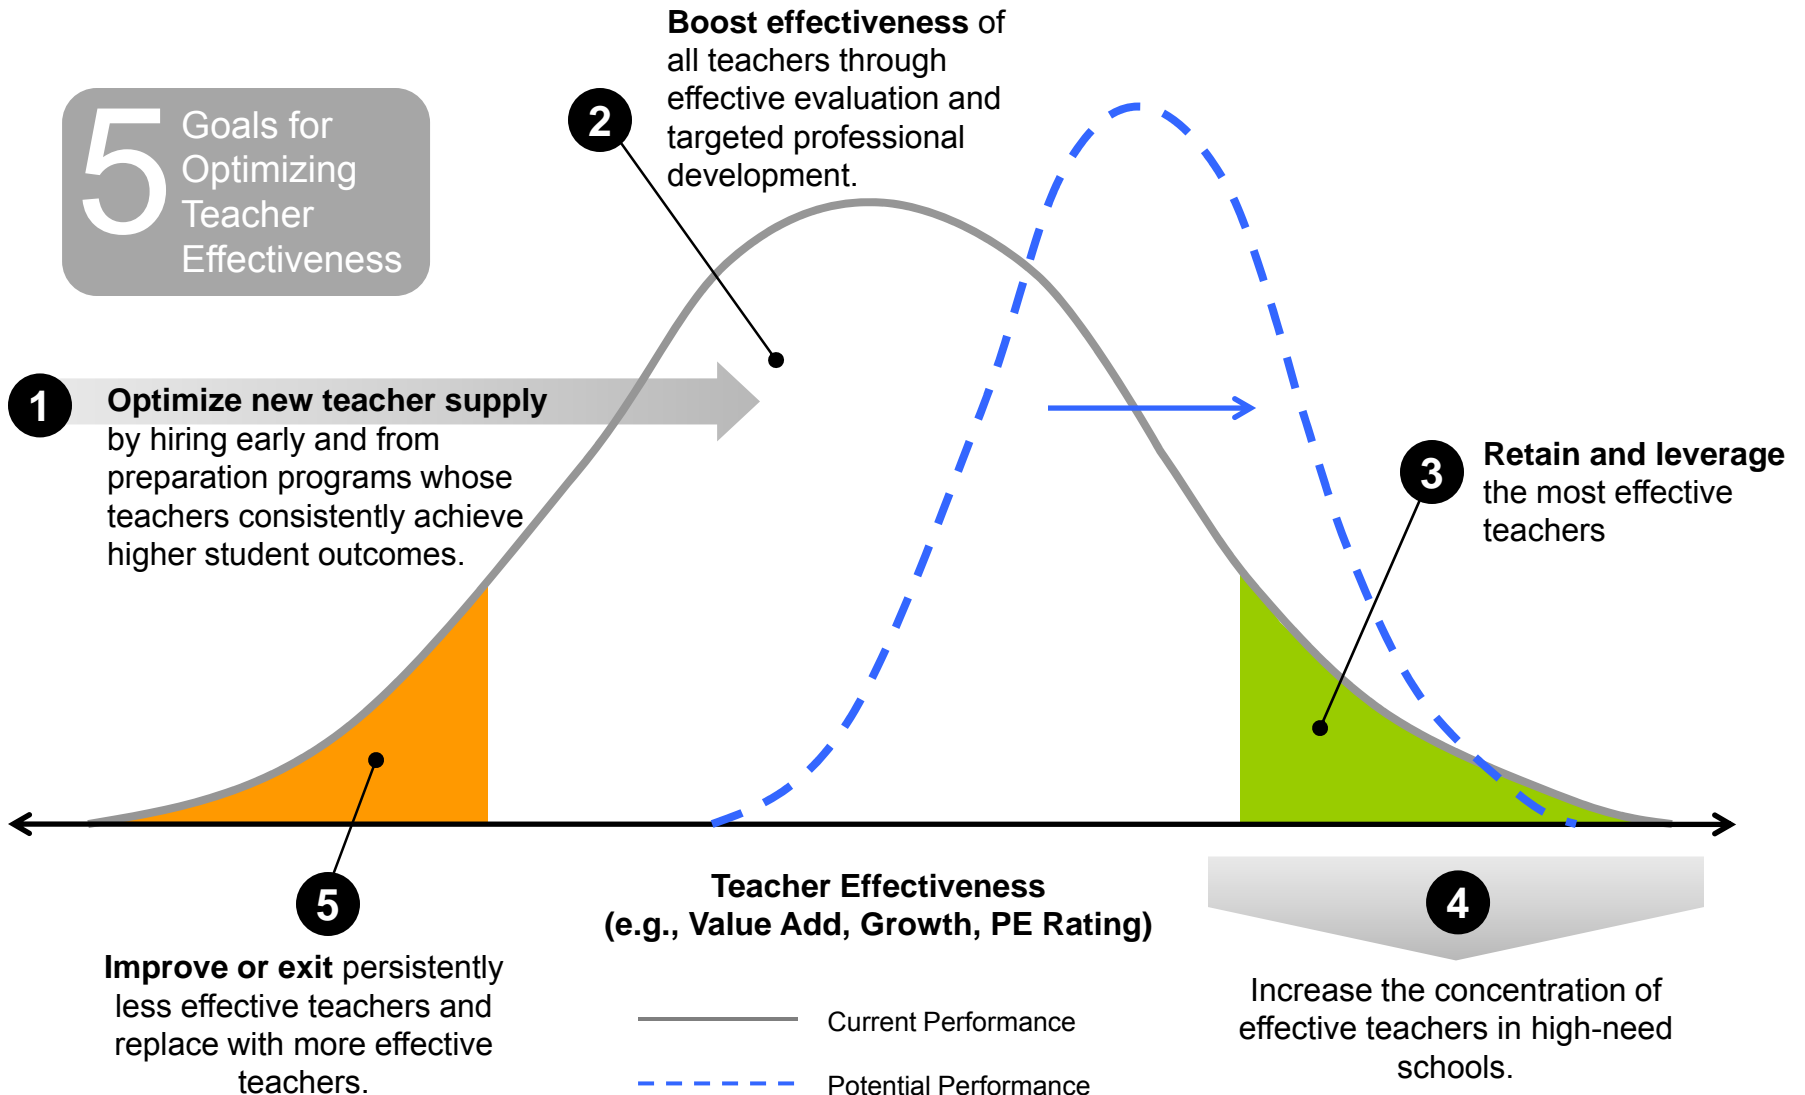 5
Goals for
Optimizing
Teacher
Effectiveness
2
Boost effectiveness of
all teachers through
effective evaluation and
targeted professional
development.
1
Optimize new teacher supply
by hiring early and from
preparation programs whose
teachers consistently achieve
higher student outcomes.
3
Retain and leverage
the most effective
teachers
5
Improve or exit persistently
less effective teachers and
replace with more effective
teachers.
Teacher Effectiveness
(e.g., Value Add, Growth, PE Rating)
Current Performance
Potential Performance
4
Increase the concentration of
effective teachers in high-need
schools.